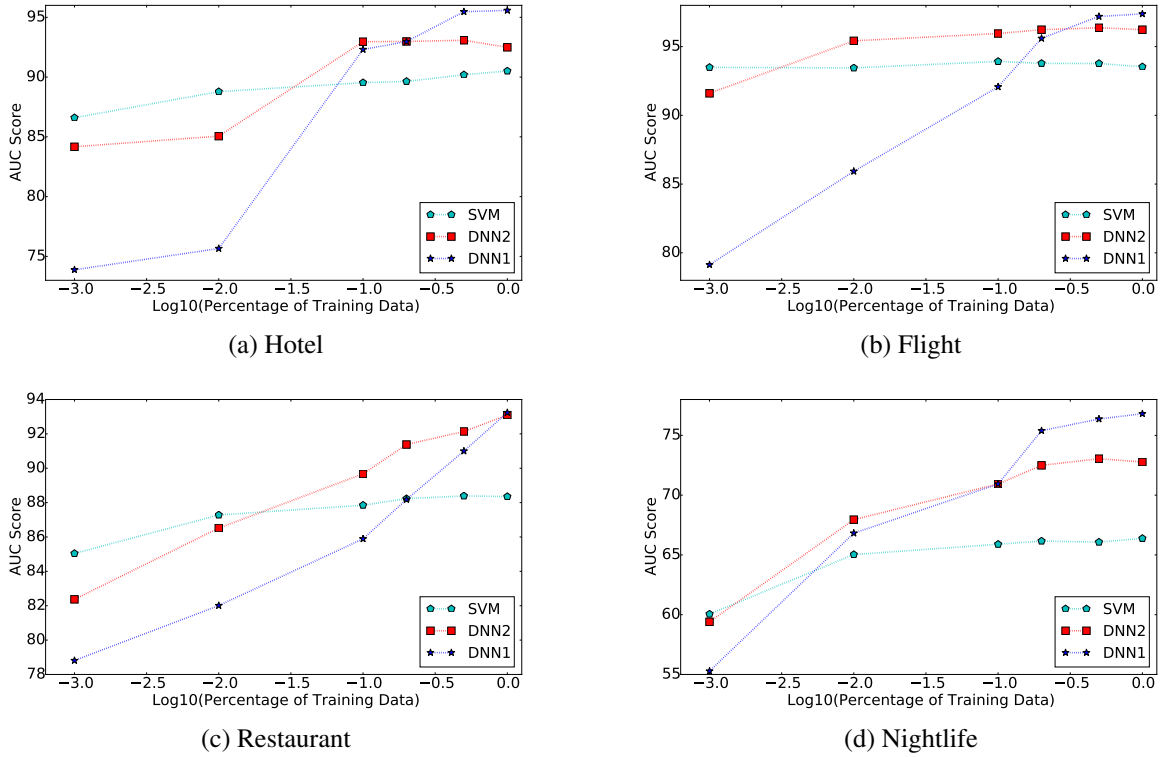 95
90
85
80
75
AUC Score
−3.0 −2.5 −2.0 −1.5 −1.0 −0.5 0.0
Log10(Percentage of Training Data)
SVM
DNN2
DNN1
(a) Hotel
95
90
85
80
AUC Score
−3.0 −2.5 −2.0 −1.5 −1.0 −0.5 0.0
Log10(Percentage of Training Data)
SVM
DNN2
DNN1
(b) Flight
94
92
90
88
86
84
82
80
78
AUC Score
−3.0 −2.5 −2.0 −1.5 −1.0 −0.5 0.0
Log10(Percentage of Training Data)
SVM
DNN2
DNN1
(c) Restaurant
75
70
65
60
55
AUC Score
−3.0 −2.5 −2.0 −1.5 −1.0 −0.5 0.0
Log10(Percentage of Training Data)
SVM
DNN2
DNN1
(d) Nightlife